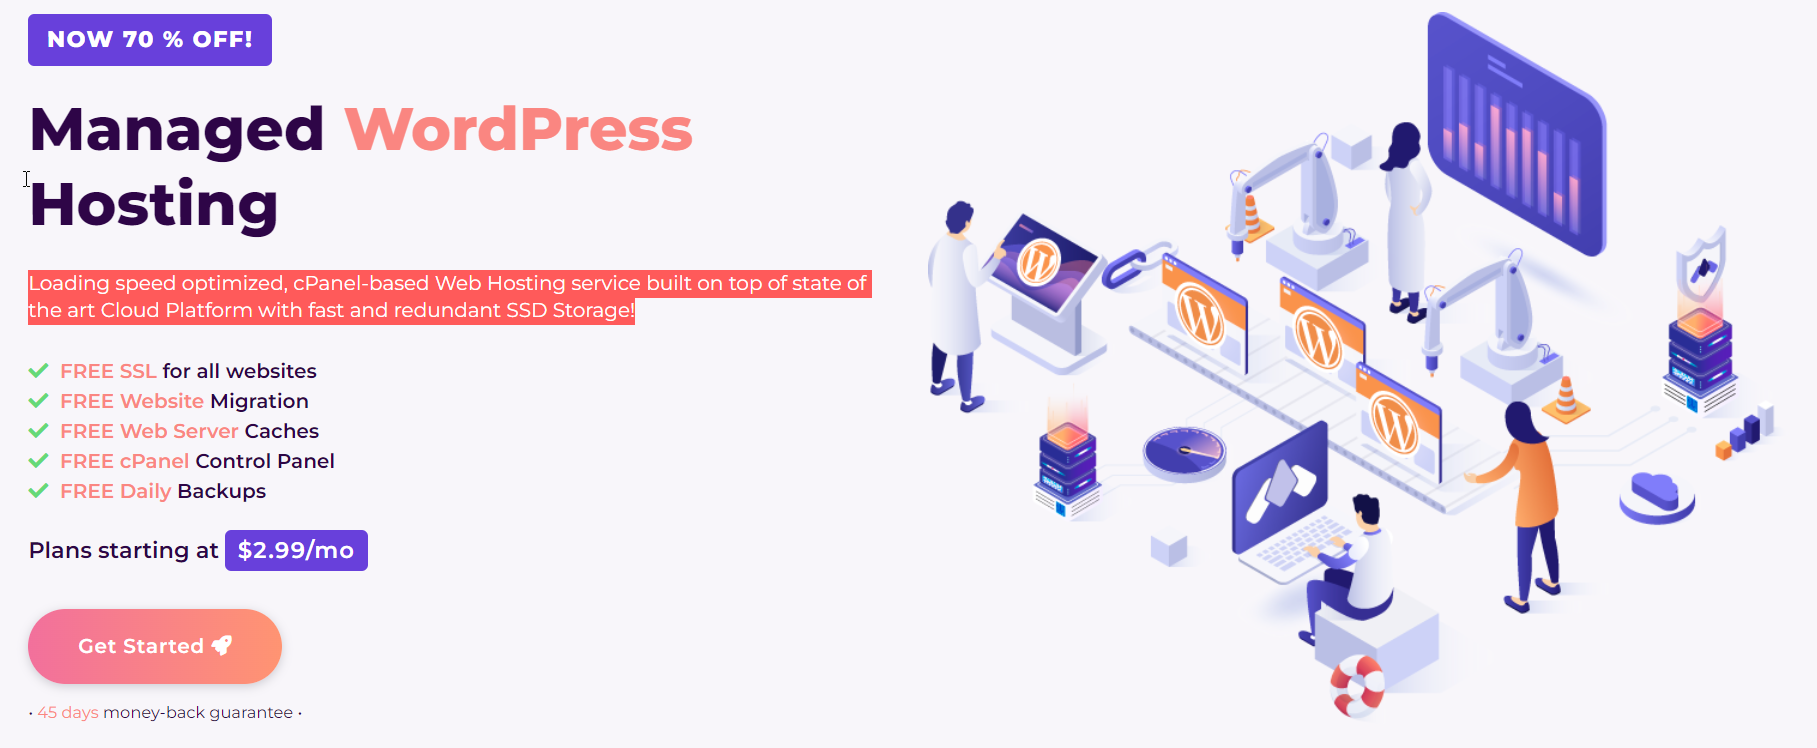 NOW 70 % OFF!
Managed WordPress
Hosting
Loading speed optimized, cPanel-based Web Hosting service built on top of state of
the art Cloud Platform with fast and redundant SSD Storage!
FREE SSL for all websites
FREE Website Migration
FREE Web Server Caches
FREE cPanel Control Panel
FREE Daily Backups
Plans starting at $2.99/mo
Get Started
• 45 days money-back guarantee •